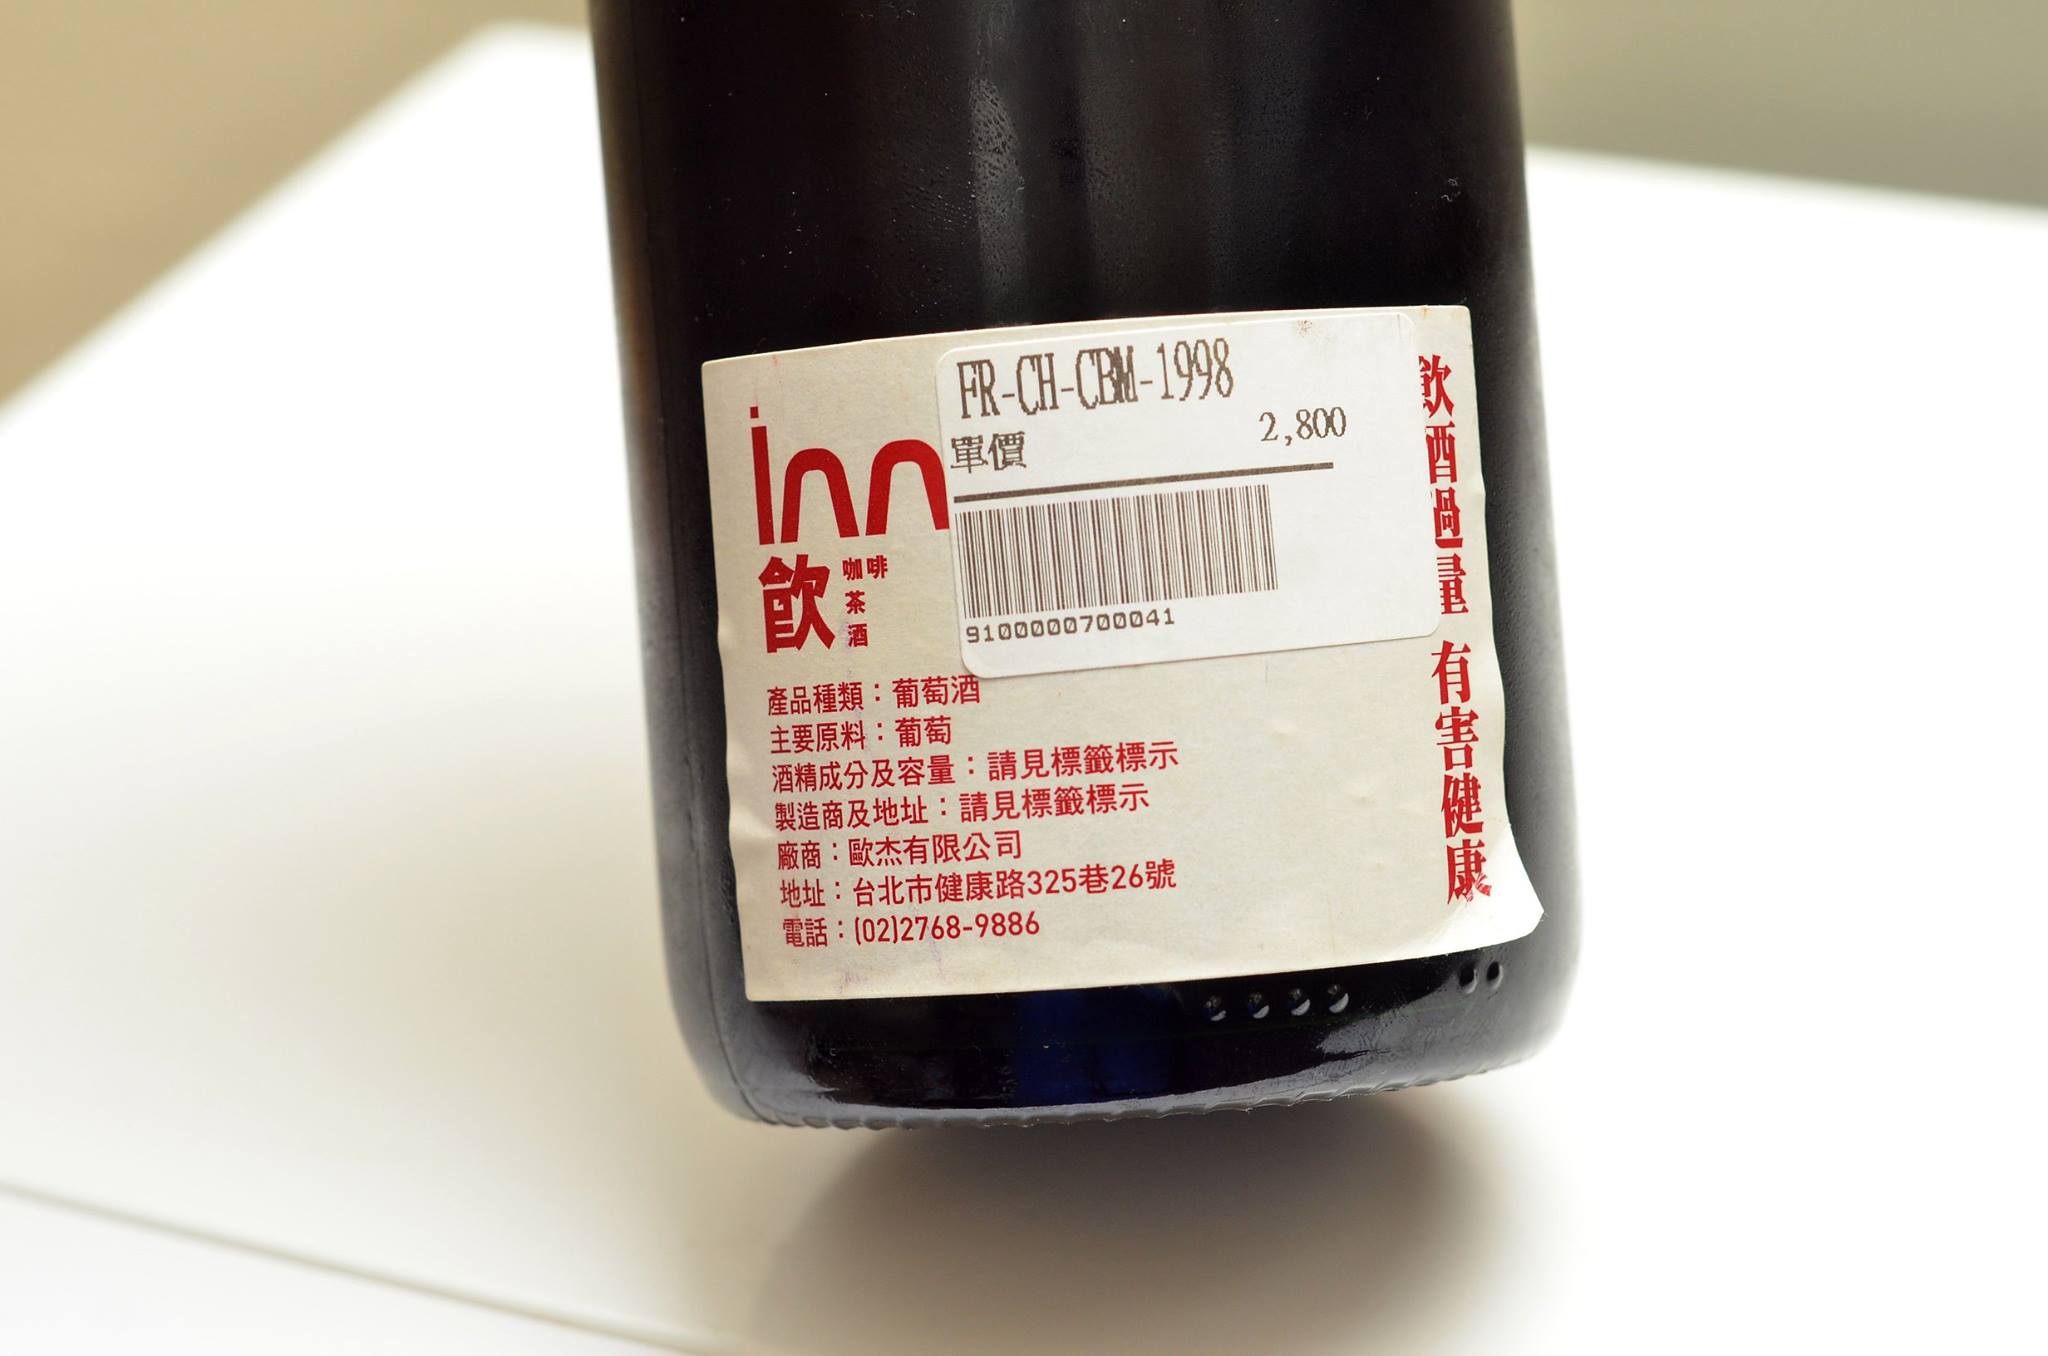 FR-CH-CBM-1998
單價 2,800
9100000700041
inn
飲
咖啡
茶
酒
產品種類：葡萄酒
主要原料：葡萄
酒精成分及容量：請見標籤標示
製造商及地址：請見標籤標示
廠商：歐杰有限公司
地址：台北市健康路325巷26號
電話：(02)2768-9886
飲酒過量 有害健康